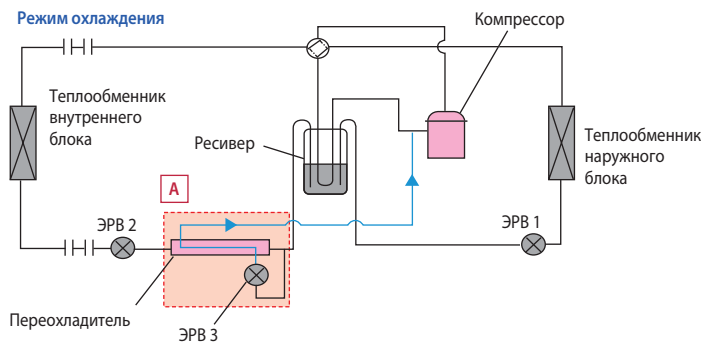 Режим охлаждения
Компрессор
Теплообменник
внутреннего
блока
Ресивер
Теплообменник
наружного
блока
А
ЭРВ 2
ЭРВ 1
Переохладитель
ЭРВ 3